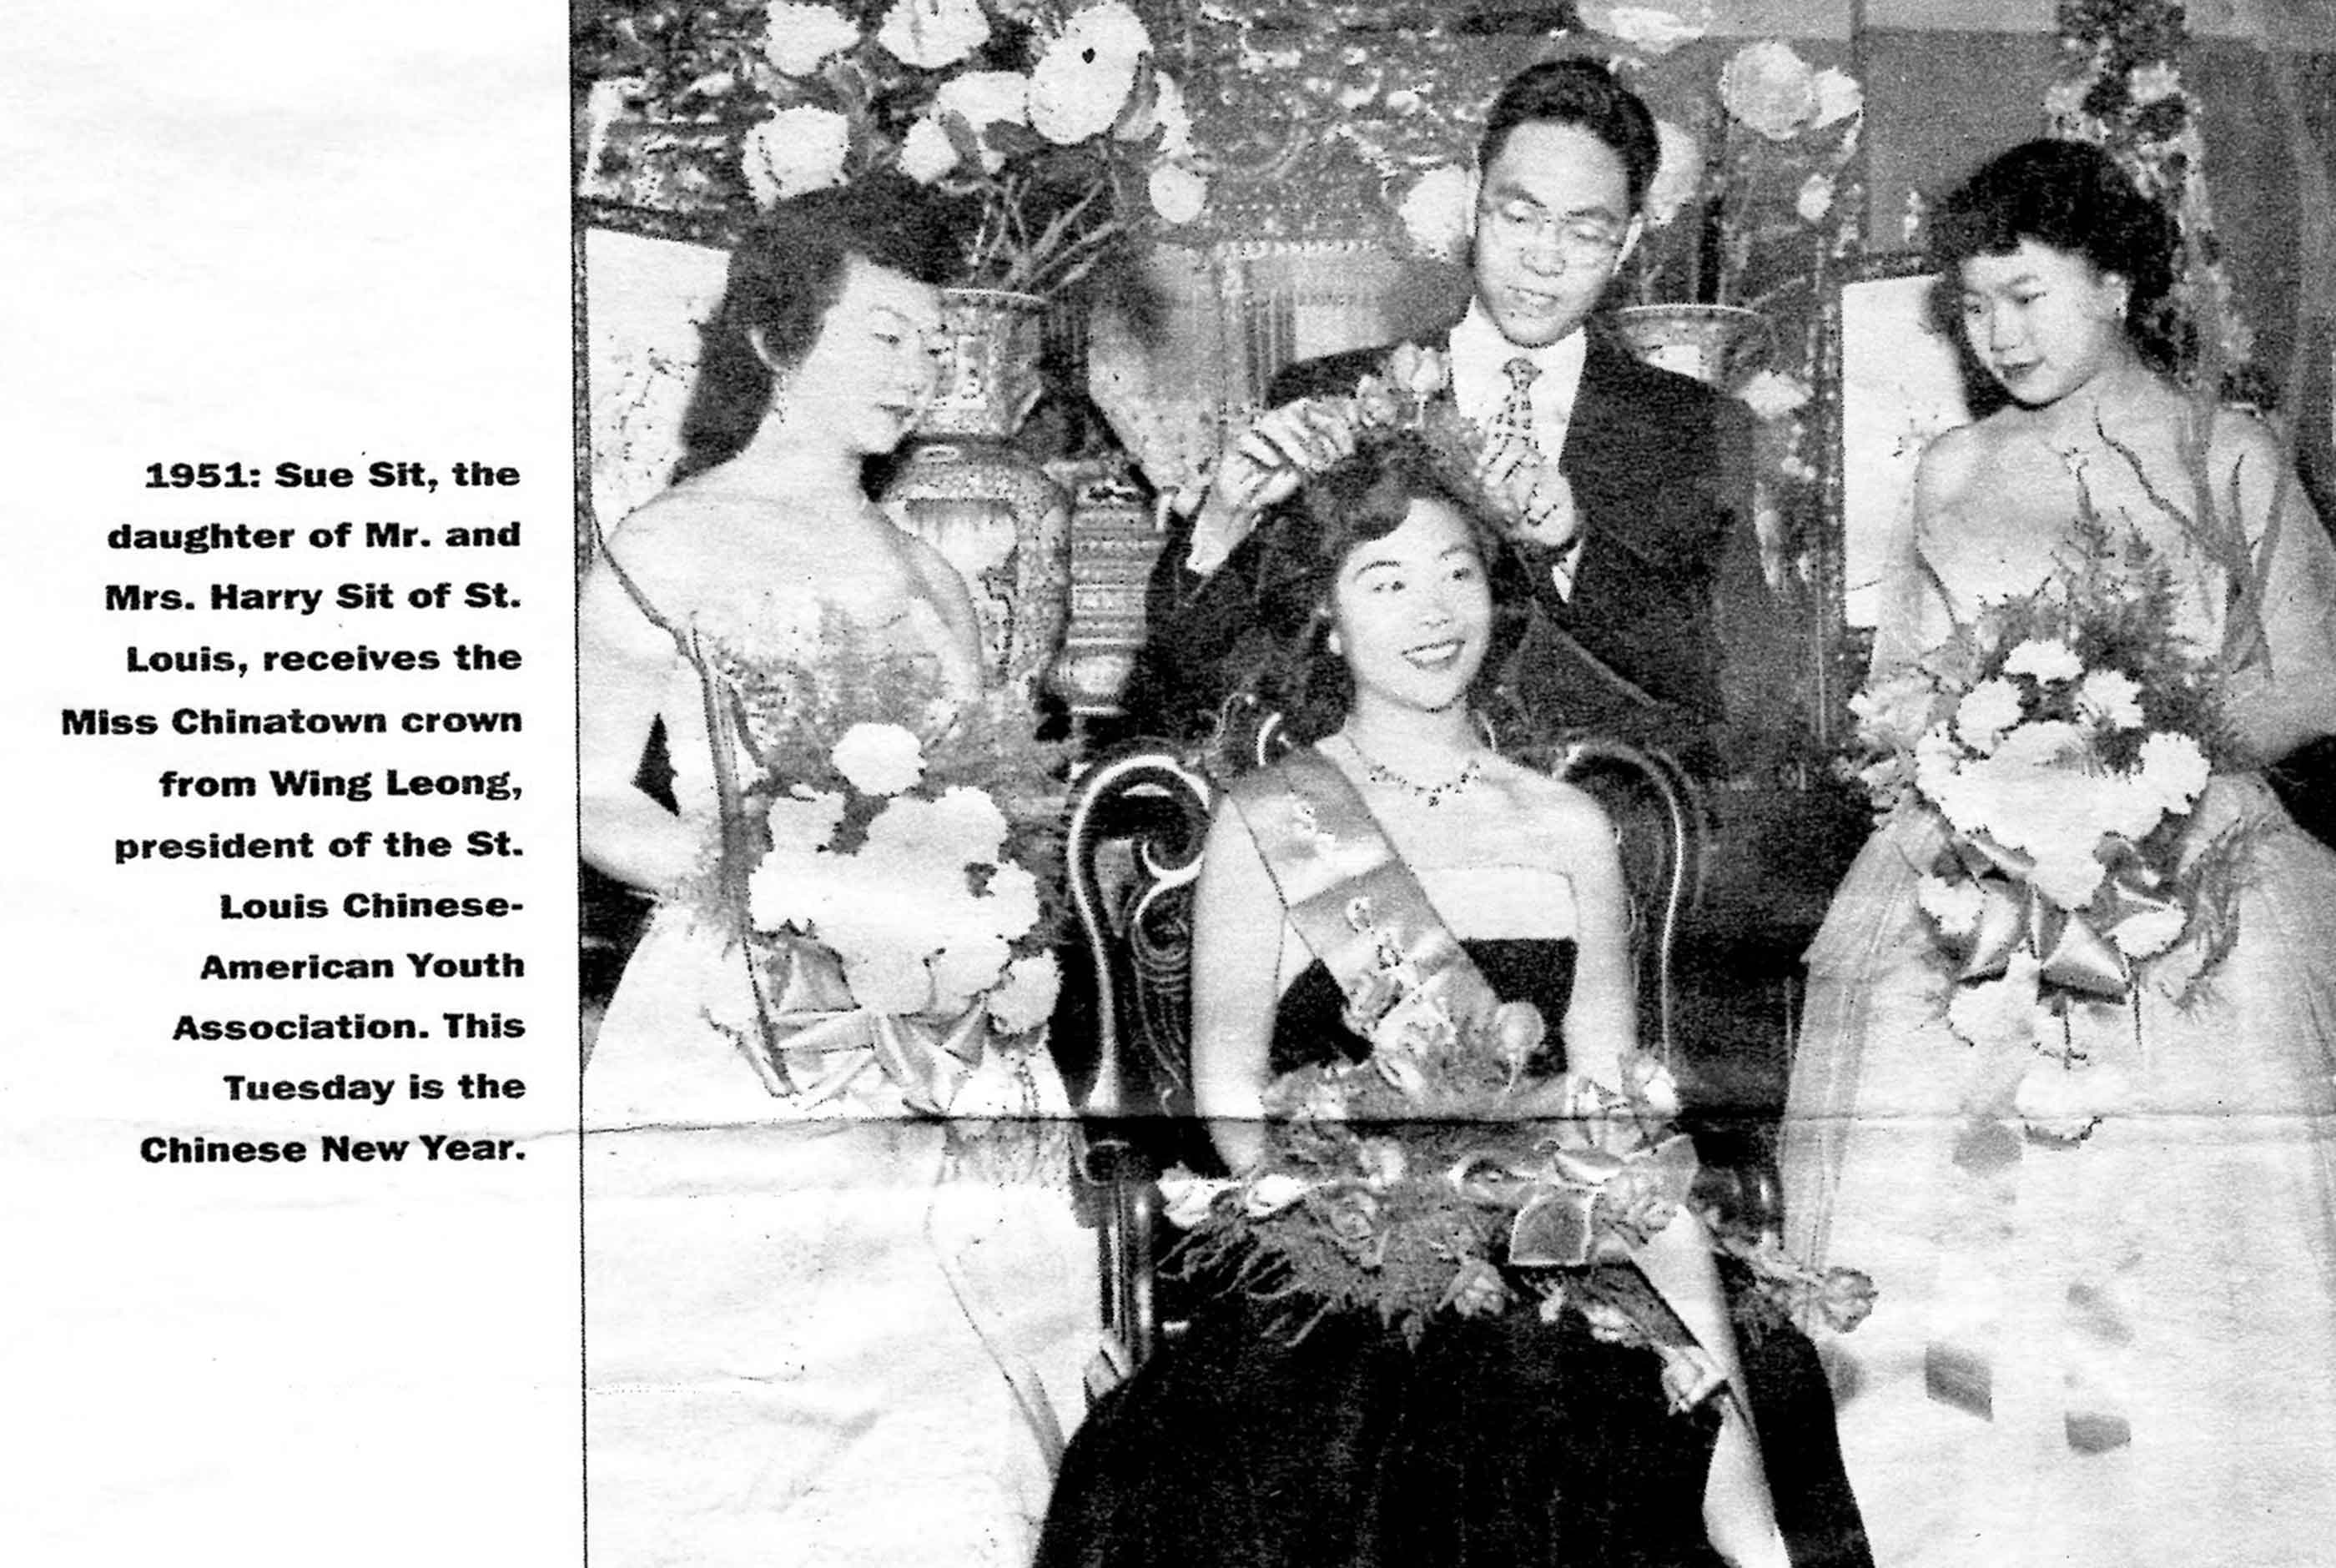 1951: Sue Sit, the
daughter of Mr. and
Mrs. Harry Sit of St.
Louis, receives the
Miss Chinatown crown
from Wing Leong,
president of the St.
Louis Chinese-
American Youth
Association. This
Tuesday is the
Chinese New Year.